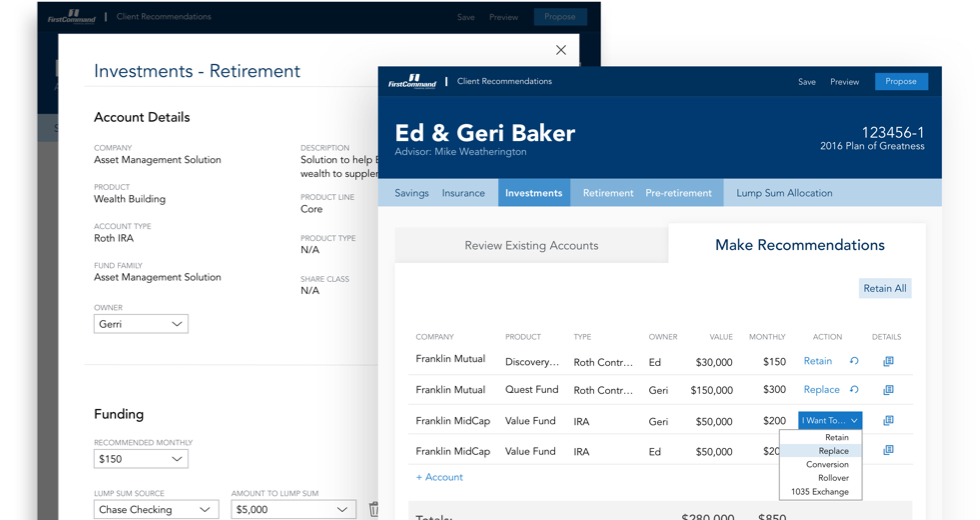 FirstCommand
Client Recommendations
Save
Preview
Propose
Investments - Retirement
Account Details
COMPANY
Asset Management Solution
PRODUCT
Wealth Building
ACCOUNT TYPE
Roth IRA
FUND FAMILY
Asset Management Solution
OWNER
Gerri
DESCRIPTION
Solution to help
wealth to supplem
PRODUCT LINE
Core
PRODUCT TYPE
N/A
SHARE CLASS
N/A
Funding
RECOMMENDED MONTHLY
$150
LUMP SUM SOURCE
Chase Checking
AMOUNT TO LUMP SUM
$5,000
FirstCommand
Client Recommendations
Save
Preview
Propose
Ed & Geri Baker
Advisor: Mike Weatherington
123456-1
2016 Plan of Greatness
Savings Insurance Investments Retirement Pre-retirement Lump Sum Allocation
Review Existing Accounts
Make Recommendations
Retain All
COMPANY PRODUCT TYPE OWNER VALUE MONTHLY ACTION DETAILS
Franklin Mutual Discovery... Roth Contr... Ed $30,000 $150 Retain
Franklin Mutual Quest Fund Roth Contr... Geri $150,000 $300 Replace
Franklin MidCap Value Fund IRA Geri $50,000 $200 I Want To...
Franklin MidCap Value Fund IRA Ed $50,000 $20
Retain
Replace
Conversion
Rollover
1035 Exchange
+ Account
Totals: $280,000 $850